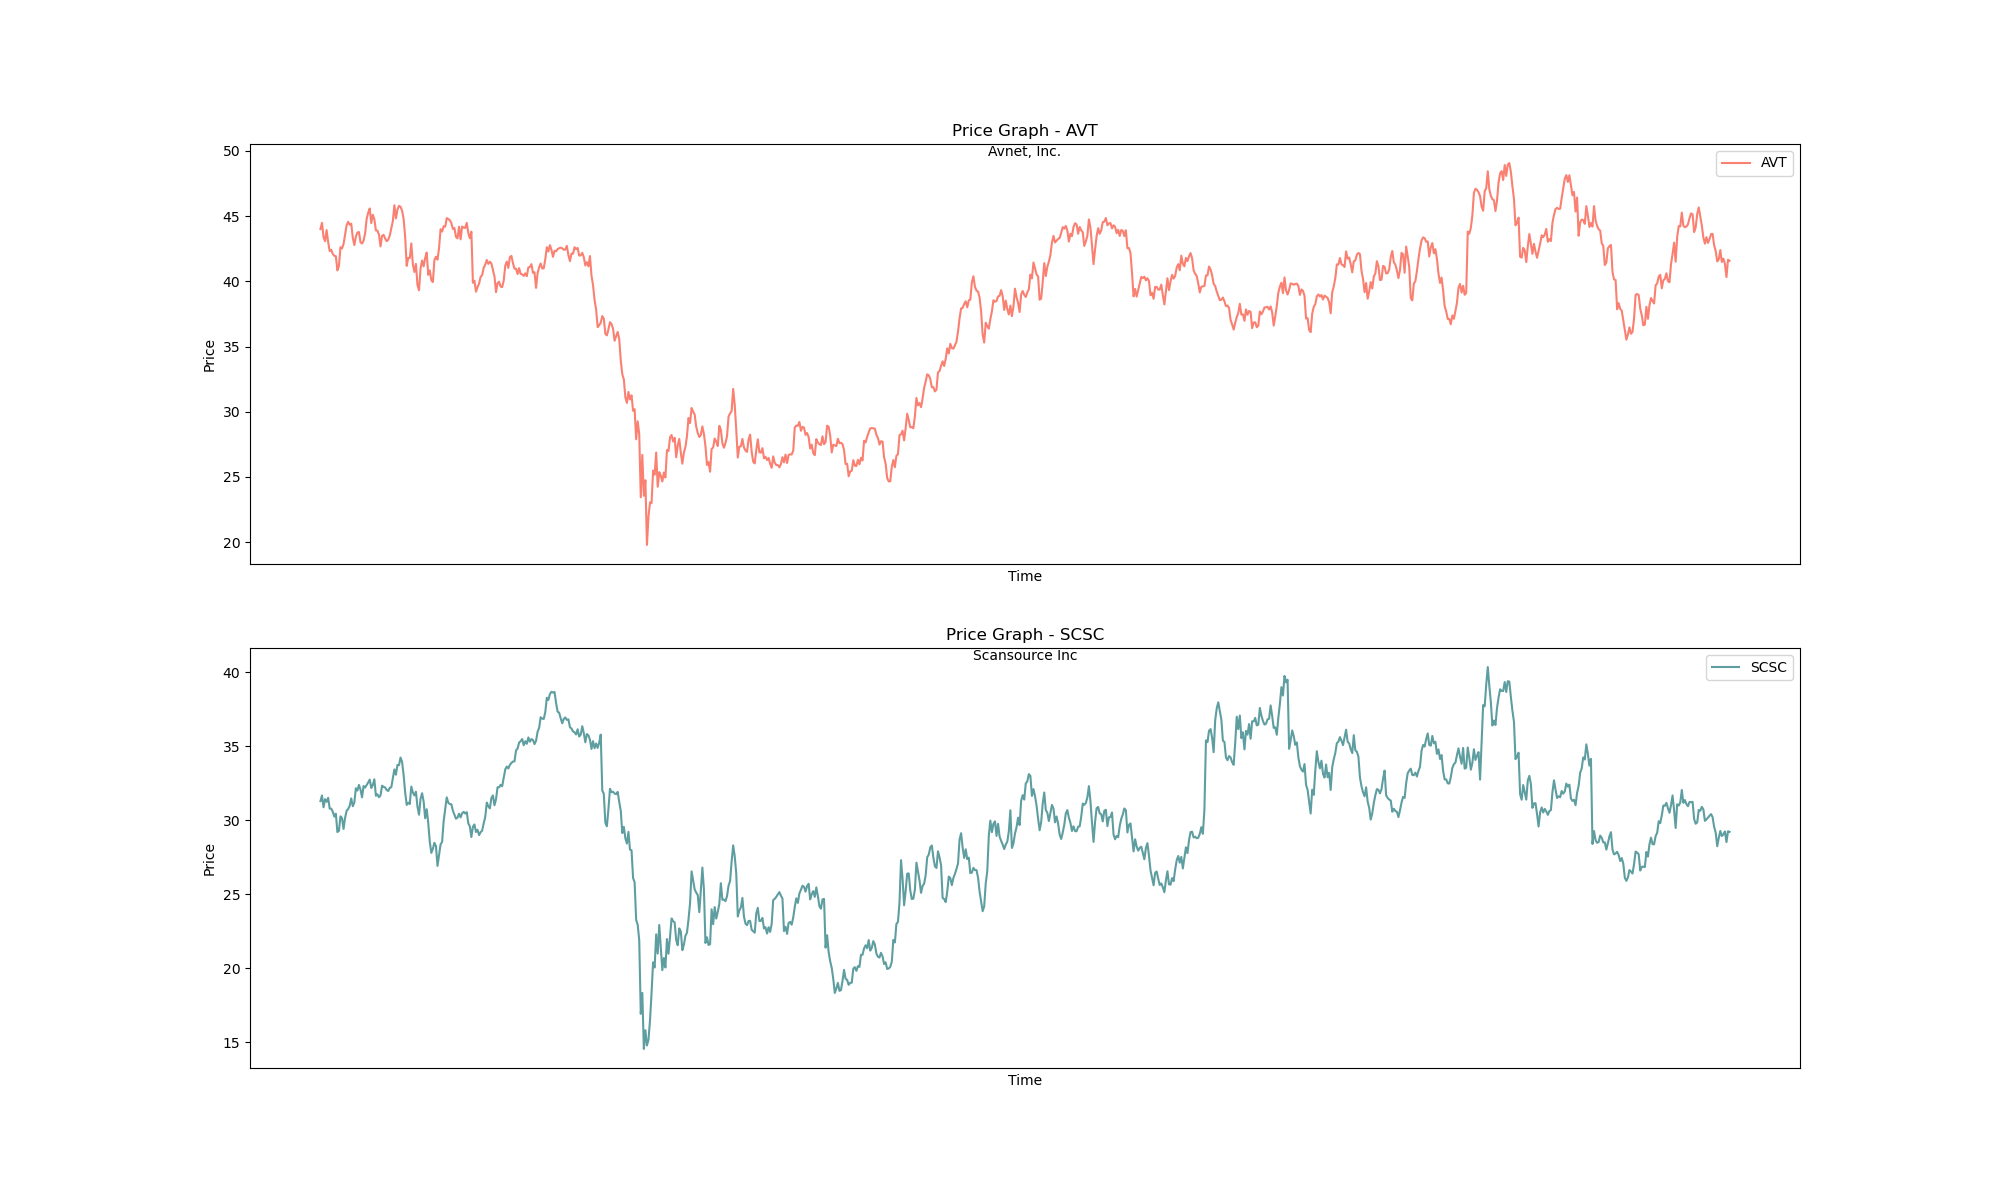 Price Graph - AVT
Avnet, Inc.
AVT
50
45
40
35
30
25
20
Price
Time
Price Graph - SCSC
Scansource Inc
SCSC
40
35
30
25
20
15
Price
Time